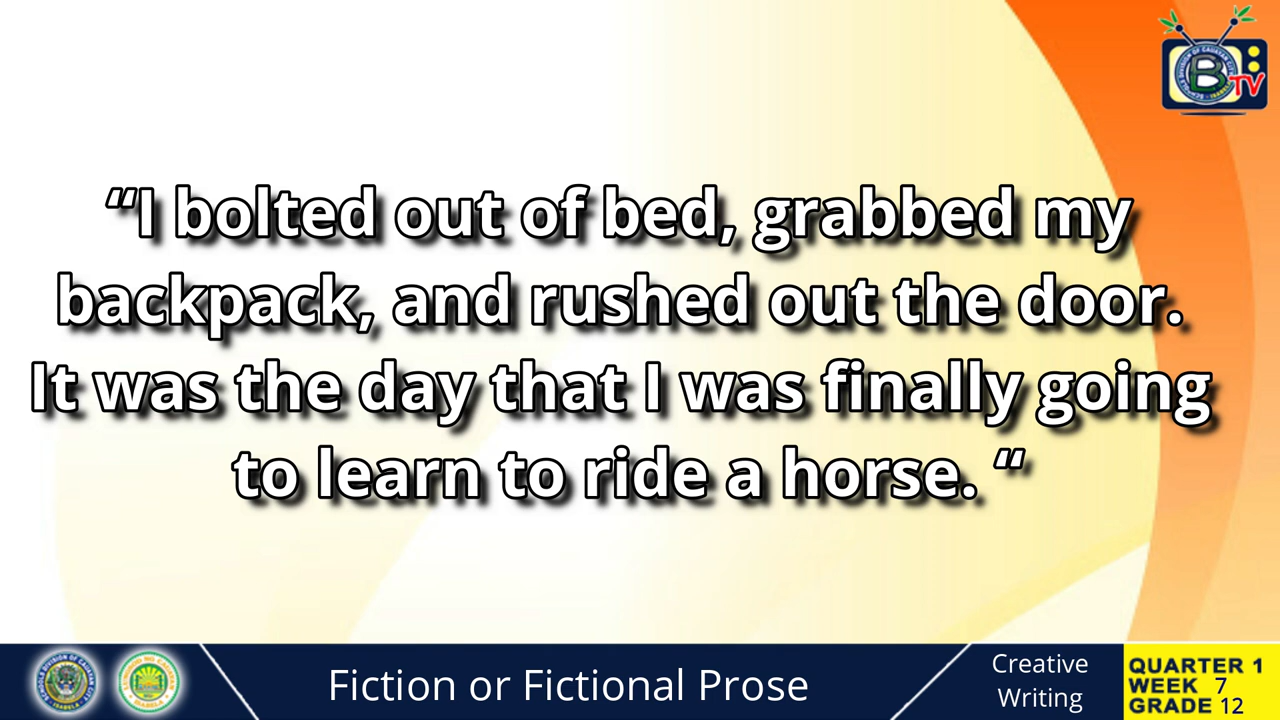 “I bolted out of bed, grabbed my
backpack, and rushed out the door.
It was the day that I was finally going
to learn to ride a horse. “
B
TV
Fiction or Fictional Prose
Creative
Writing
QUARTER 1
WEEK 7
GRADE 12